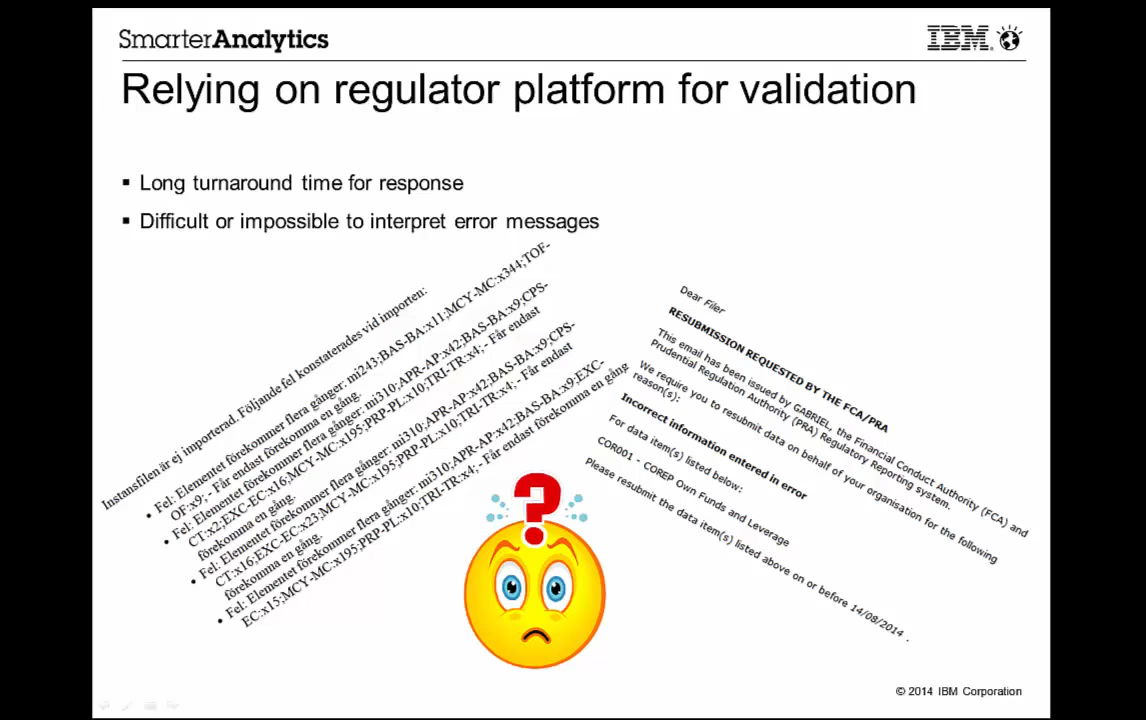 SmarterAnalytics
IBM
Relying on regulator platform for validation
▪ Long turnaround time for response
▪ Difficult or impossible to interpret error messages
Instansfilen är ej importerad. Följande fel konstaterades vid importen:
• Fel: Elementet förekommer flera gånger: mi243;BAS-BA:x11;MCY-MC:x344;TOF-
OF:x9; - Får endast förekomma en gång.
• Fel: Elementet förekommer flera gånger: mi310;APR-AP:x42;BAS-BA:x9;CPS-
CT:x2;EXC-EC:x16;MCY-MC:x195;PRP-PL:x10;TRI-TR:x4; - Får endast
förekomma en gång.
• Fel: Elementet förekommer flera gånger: mi310;APR-AP:x42;BAS-BA:x9;CPS-
CT:x16;EXC-EC:x23;MCY-MC:x195;PRP-PL:x10;TRI-TR:x4; - Får endast
förekomma en gång.
• Fel: Elementet förekommer flera gånger: mi310;APR-AP:x42;BAS-BA:x9;EXC-
EC:x15;MCY-MC:x195;PRP-PL:x10;TRI-TR:x4; - Får endast förekomma en gång
Dear Filer
RESUBMISSION REQUESTED BY THE FCA/PRA
This email has been issued by GABRIEL, the Financial Conduct Authority (FCA) and
Prudential Regulation Authority (PRA) Regulatory Reporting system.
We require you to resubmit data on behalf of your organisation for the following
reason(s):
Incorrect information entered in error
For data item(s) listed below:
COR001 - COREP Own Funds and Leverage
Please resubmit the data item(s) listed above on or before 14/08/2014 .
?
© 2014 IBM Corporation